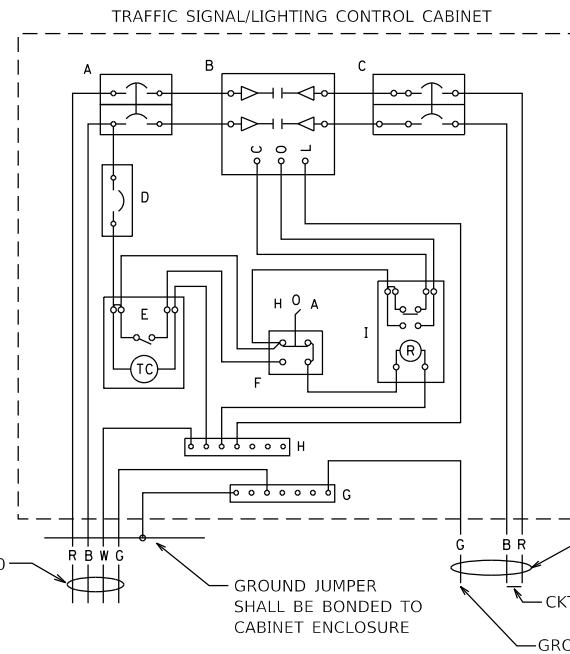 TRAFFIC SIGNAL/LIGHTING CONTROL CABINET
A
B
C
C O L
D
E
TC
H O A
F
I
R
H
G
R B W G
G
B R
GROUND JUMPER
SHALL BE BONDED TO
CABINET ENCLOSURE
CKT
GRO